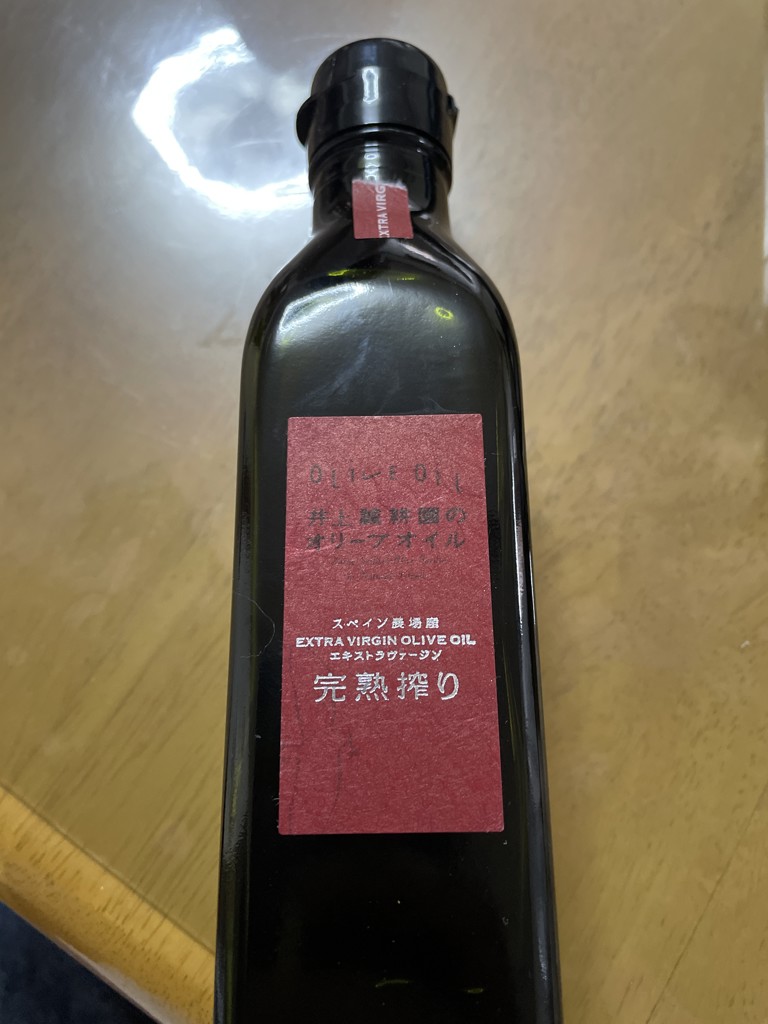 EXTRA VIRG
OLIVE OIL
井上誠耕園の
オリーブオイル
スペイン農場産
EXTRA VIRGIN OLIVE OIL
エキストラヴァージン
完熟搾り